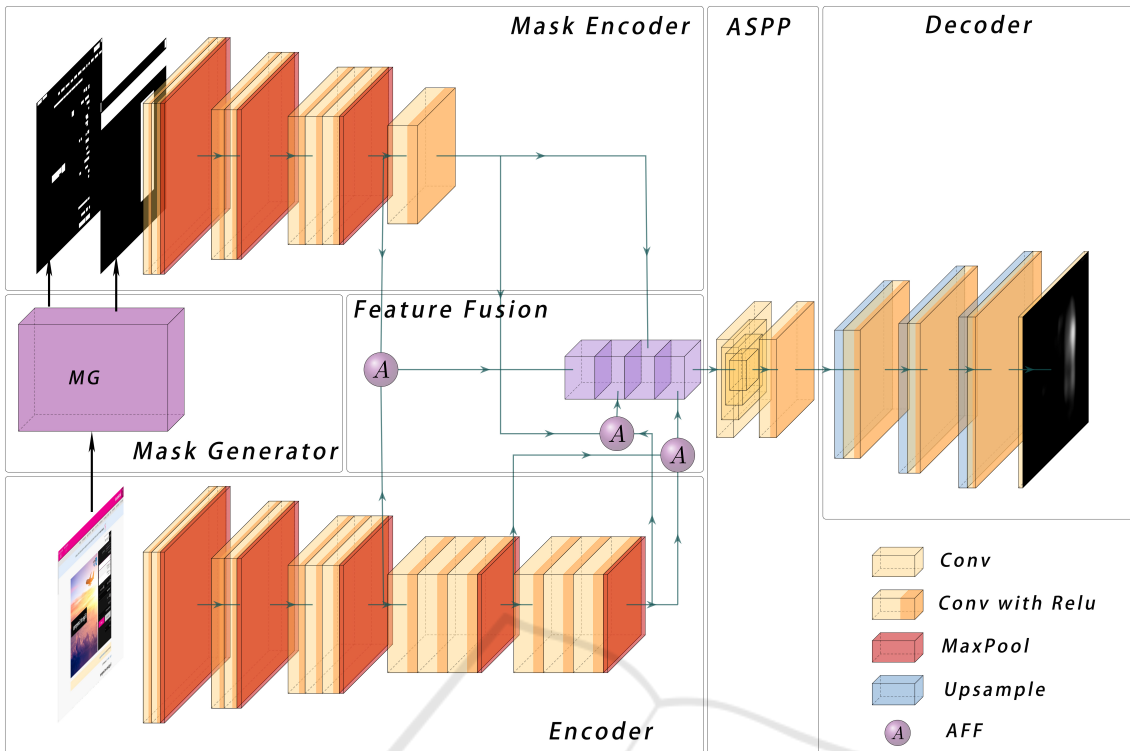 Mask Encoder
ASPP
Decoder
Feature Fusion
A
MG
A
Mask Generator
A
Conv
Conv with Relu
MaxPool
Upsample
Encoder
A
AFF